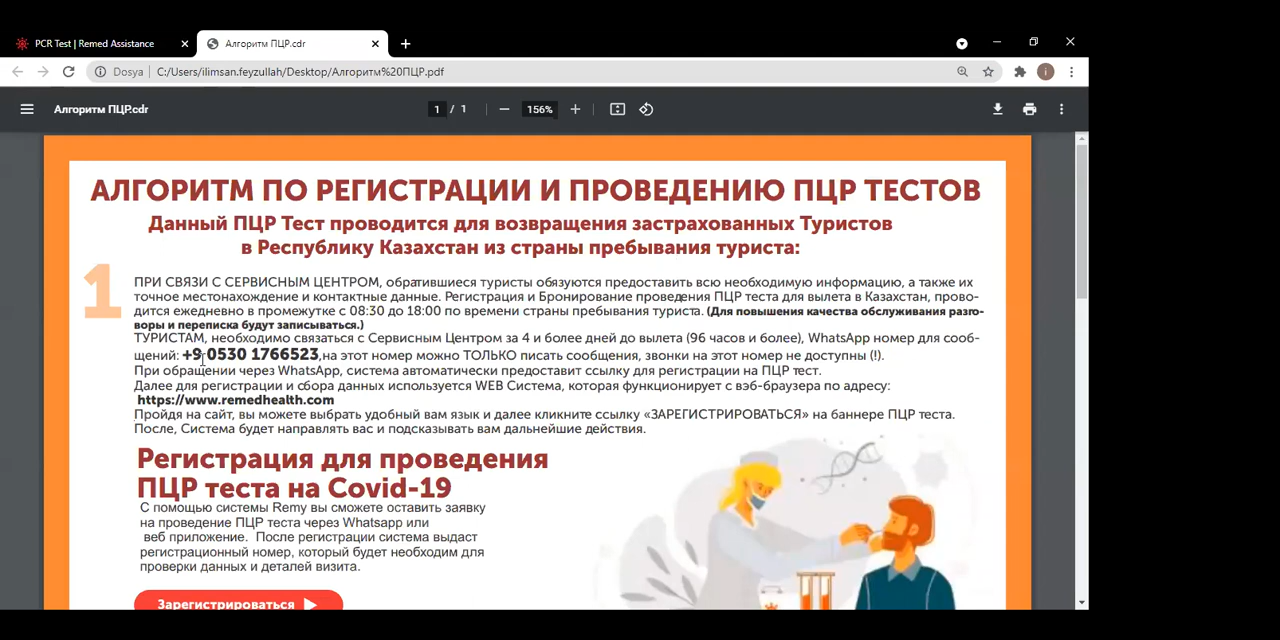 PCR Test | Remed Assistance
Алгоритм ПЦР.cdr
Dosya | C:/Users/ilimsan.feyzullah/Desktop/Алгоритм%20ПЦР.pdf
i
Алгоритм ПЦР.cdr
1 / 1
156%
АЛГОРИТМ ПО РЕГИСТРАЦИИ И ПРОВЕДЕНИЮ ПЦР ТЕСТОВ
Данный ПЦР Тест проводится для возвращения застрахованных Туристов
в Республику Казахстан из страны пребывания туриста:
1
ПРИ СВЯЗИ С СЕРВИСНЫМ ЦЕНТРОМ, обратившиеся туристы обязуются предоставить всю необходимую информацию, а также их
точное местонахождение и контактные данные. Регистрация и Бронирование проведения ПЦР теста для вылета в Казахстан, прово-
дится ежедневно в промежутке с 08:30 до 18:00 по времени страны пребывания туриста. (Для повышения качества обслуживания разго-
воры и переписка будут записываться.)
ТУРИСТАМ, необходимо связаться с Сервисным Центром за 4 и более дней до вылета (96 часов и более), WhatsApp номер для сооб-
щений: +9 0530 1766523,на этот номер можно ТОЛЬКО писать сообщения, звонки на этот номер не доступны (!).
При обращении через WhatsApp, система автоматически предоставит ссылку для регистрации на ПЦР тест.
Далее для регистрации и сбора данных используется WEB Система, которая функционирует с вэб-браузера по адресу:
https://www.remedhealth.com
Пройдя на сайт, вы можете выбрать удобный вам язык и далее кликните ссылку «ЗАРЕГИСТРИРОВАТЬСЯ» на баннере ПЦР теста.
После, Система будет направлять вас и подсказывать вам дальнейшие действия.
Регистрация для проведения
ПЦР теста на Covid-19
С помощью системы Remy вы сможете оставить заявку
на проведение ПЦР теста через Whatsapp или
веб приложение. После регистрации система выдаст
регистрационный номер, который будет необходим для
проверки данных и деталей визита.
Зарегистрироваться